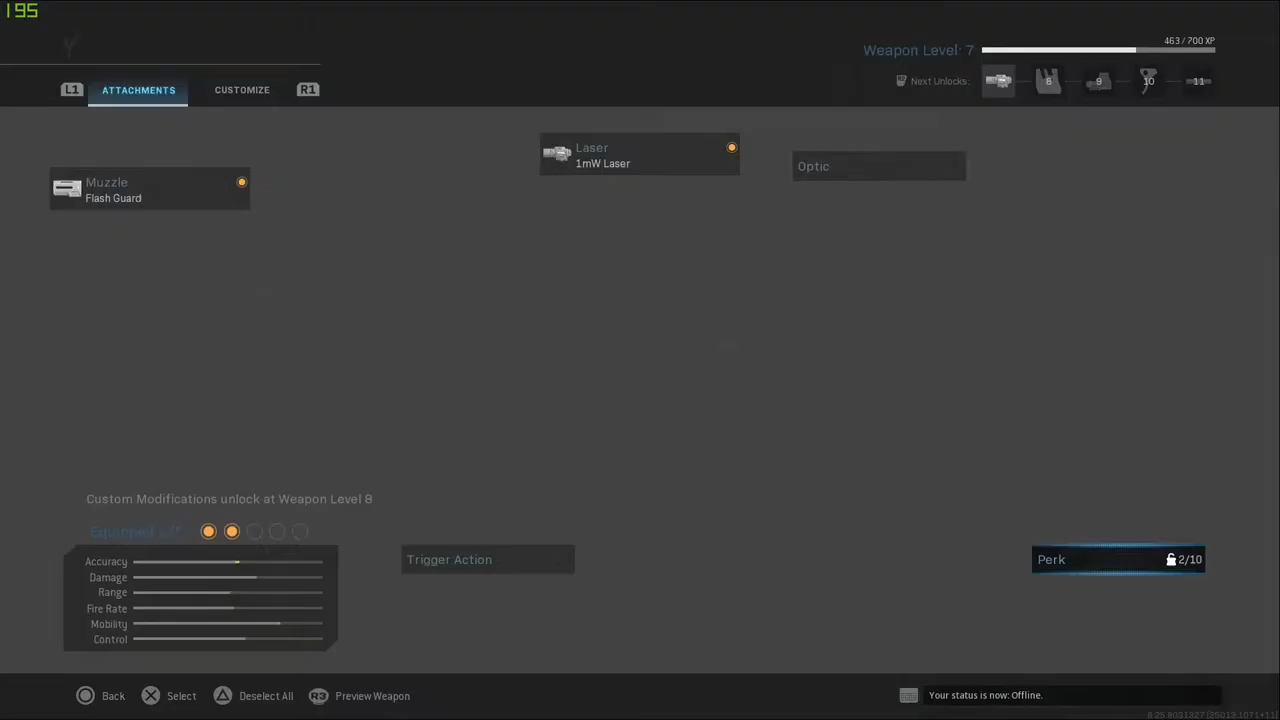 195
463 / 700 XP
Weapon Level: 7
Next Unlocks:
8
9
10
11
L1
ATTACHMENTS
CUSTOMIZE
R1
Laser
1mW Laser
Optic
Muzzle
Flash Guard
Custom Modifications unlock at Weapon Level 8
Equipped
Trigger Action
Perk
2/10
Accuracy
Damage
Range
Fire Rate
Mobility
Control
Back
Select
Deselect All
R3
Preview Weapon
Your status is now: Offline.